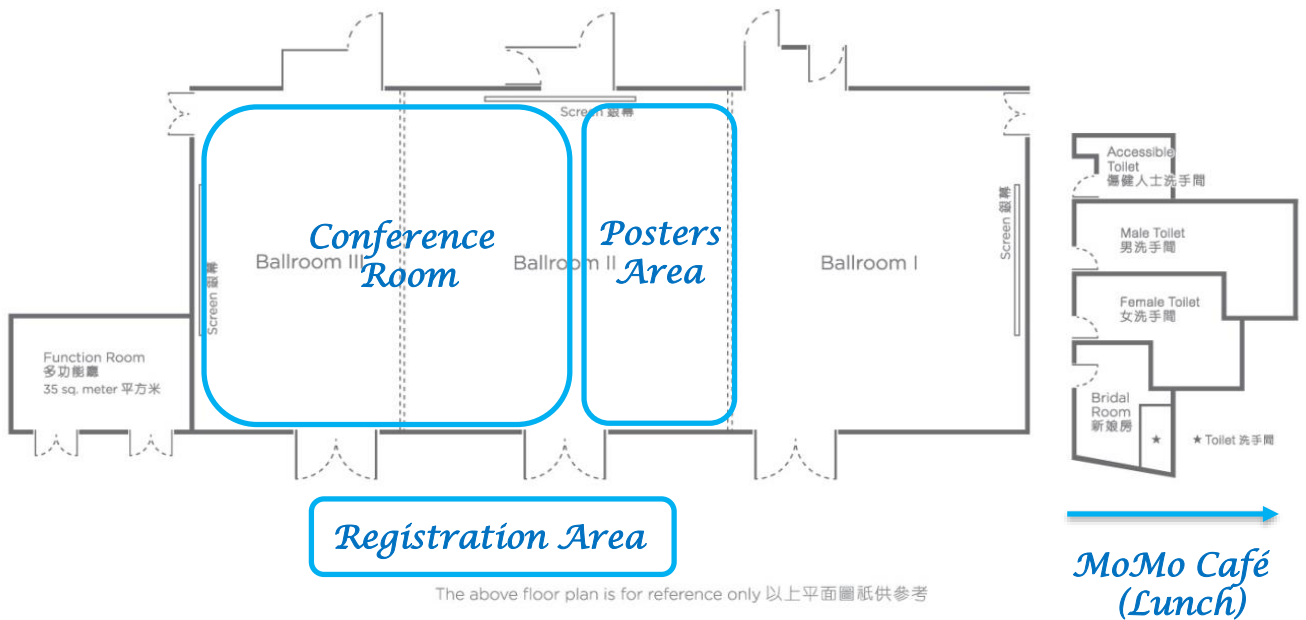 Screen 銀幕
Conference
Room
Posters
Area
Ballroom III
Ballroom II
Ballroom I
Screen 銀幕
Screen 銀幕
Function Room
多功能廳
35 sq. meter 平方米
Accessible
Toilet
傷健人士洗手間
Male Toilet
男洗手間
Female Toilet
女洗手間
Bridal
Room
新娘房
★
★ Toilet 洗手間
Registration Area
MoMo Café
(Lunch)
The above floor plan is for reference only 以上平面圖祇供參考